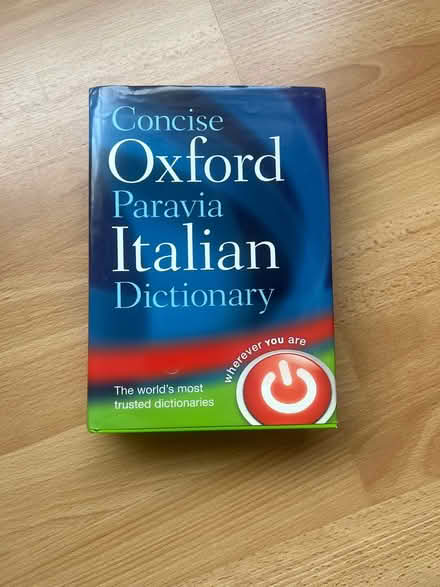 Concise
Oxford
Paravia
Italian
Dictionary
wherever YOU are
The world's most
trusted dictionaries